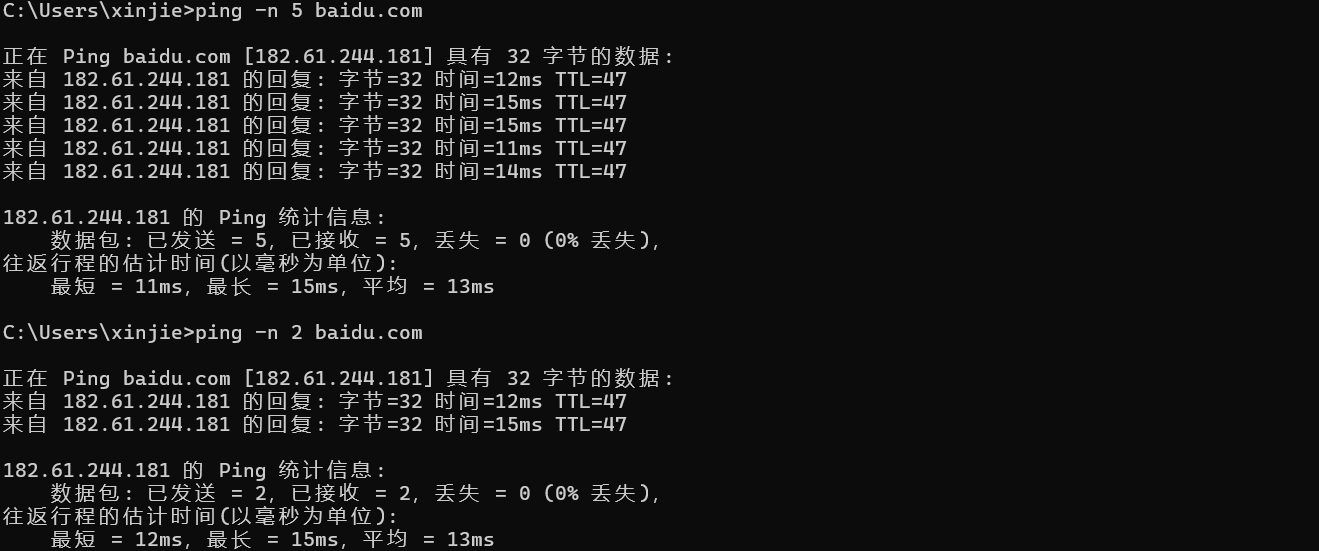 C:\Users\xinjie>ping -n 5 baidu.com
正在 Ping baidu.com [182.61.244.181] 具有 32 字节的数据:
来自 182.61.244.181 的回复: 字节=32 时间=12ms TTL=47
来自 182.61.244.181 的回复: 字节=32 时间=15ms TTL=47
来自 182.61.244.181 的回复: 字节=32 时间=15ms TTL=47
来自 182.61.244.181 的回复: 字节=32 时间=11ms TTL=47
来自 182.61.244.181 的回复: 字节=32 时间=14ms TTL=47
182.61.244.181 的 Ping 统计信息:
    数据包: 已发送 = 5, 已接收 = 5, 丢失 = 0 (0% 丢失),
往返行程的估计时间(以毫秒为单位):
    最短 = 11ms, 最长 = 15ms, 平均 = 13ms
C:\Users\xinjie>ping -n 2 baidu.com
正在 Ping baidu.com [182.61.244.181] 具有 32 字节的数据:
来自 182.61.244.181 的回复: 字节=32 时间=12ms TTL=47
来自 182.61.244.181 的回复: 字节=32 时间=15ms TTL=47
182.61.244.181 的 Ping 统计信息:
    数据包: 已发送 = 2, 已接收 = 2, 丢失 = 0 (0% 丢失),
往返行程的估计时间(以毫秒为单位):
    最短 = 12ms, 最长 = 15ms, 平均 = 13ms